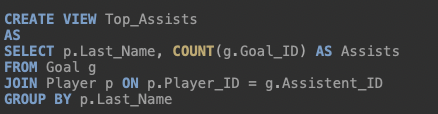 CREATE VIEW Top_Assists
AS
SELECT p.Last_Name, COUNT(g.Goal_ID) AS Assists
FROM Goal g
JOIN Player p ON p.Player_ID = g.Assistent_ID
GROUP BY p.Last_Name